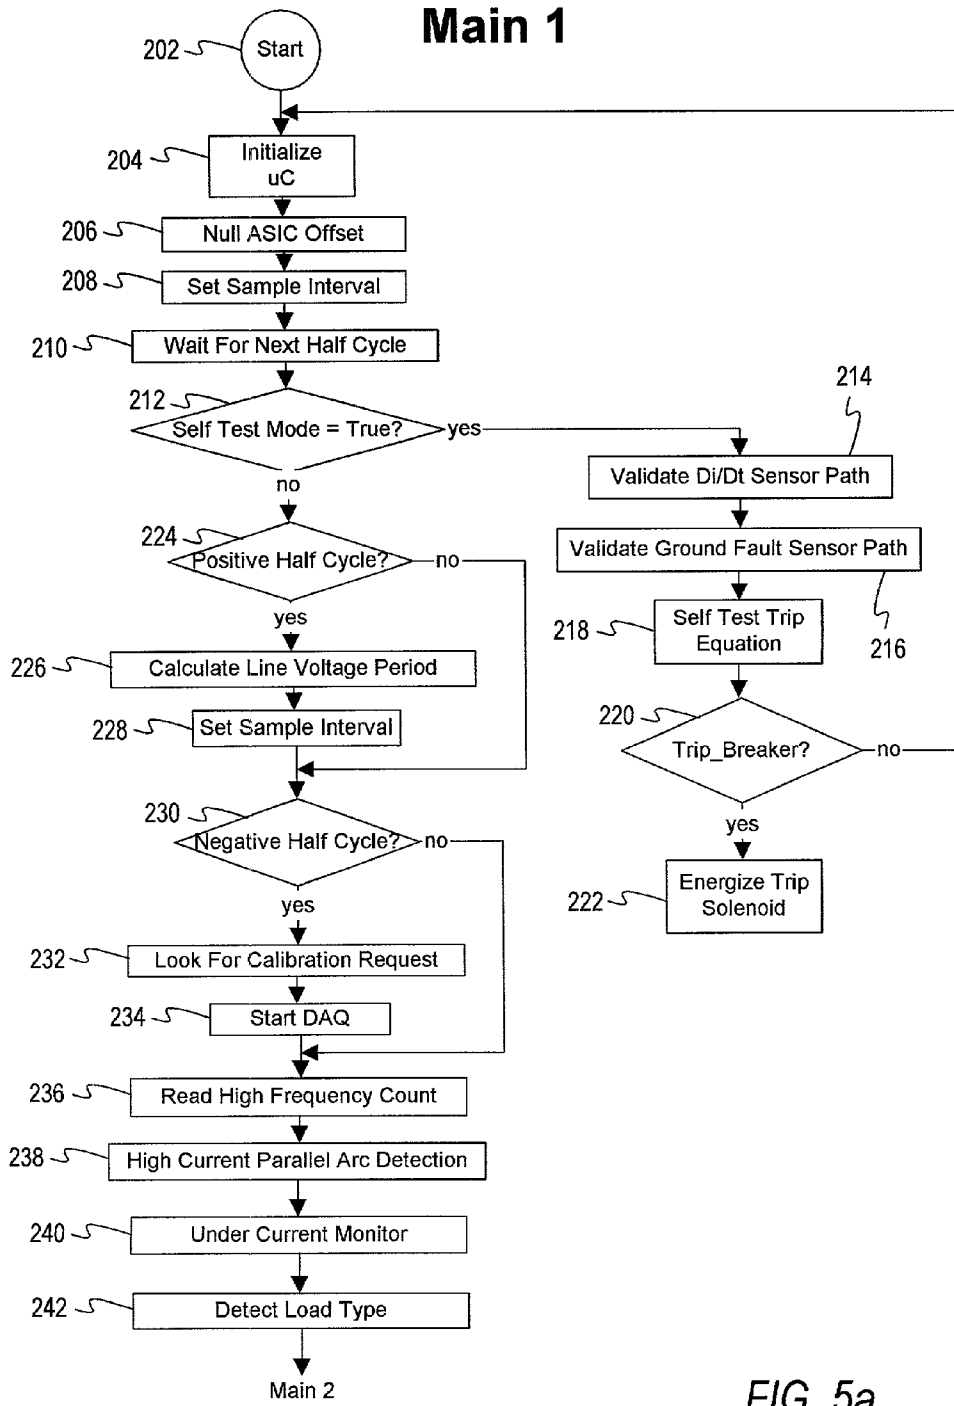 Main 1
202
Start
204
Initialize
uC
206
Null ASIC Offset
208
Set Sample Interval
210
Wait For Next Half Cycle
212
Self Test Mode = True?
yes
no
214
Validate Di/Dt Sensor Path
Validate Ground Fault Sensor Path
216
218
Self Test Trip
Equation
220
Trip_Breaker?
no
yes
222
Energize Trip
Solenoid
224
Positive Half Cycle?
no
yes
226
Calculate Line Voltage Period
228
Set Sample Interval
230
Negative Half Cycle?
no
yes
232
Look For Calibration Request
234
Start DAQ
236
Read High Frequency Count
238
High Current Parallel Arc Detection
240
Under Current Monitor
242
Detect Load Type
Main 2
FIG. 5a